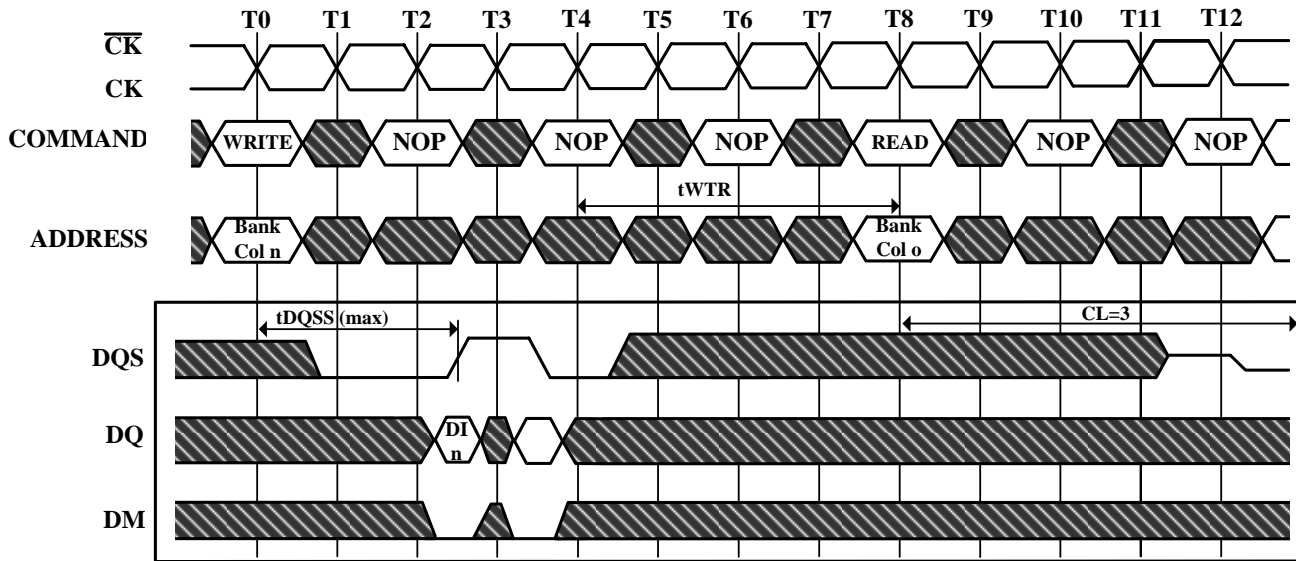 T0 T1 T2 T3 T4 T5 T6 T7 T8 T9 T10 T11 T12
CK
CK
COMMAND WRITE NOP NOP NOP READ NOP NOP
tWTR
ADDRESS Bank Col n Bank Col o
tDQSS (max) CL=3
DQS
DQ DI n
DM